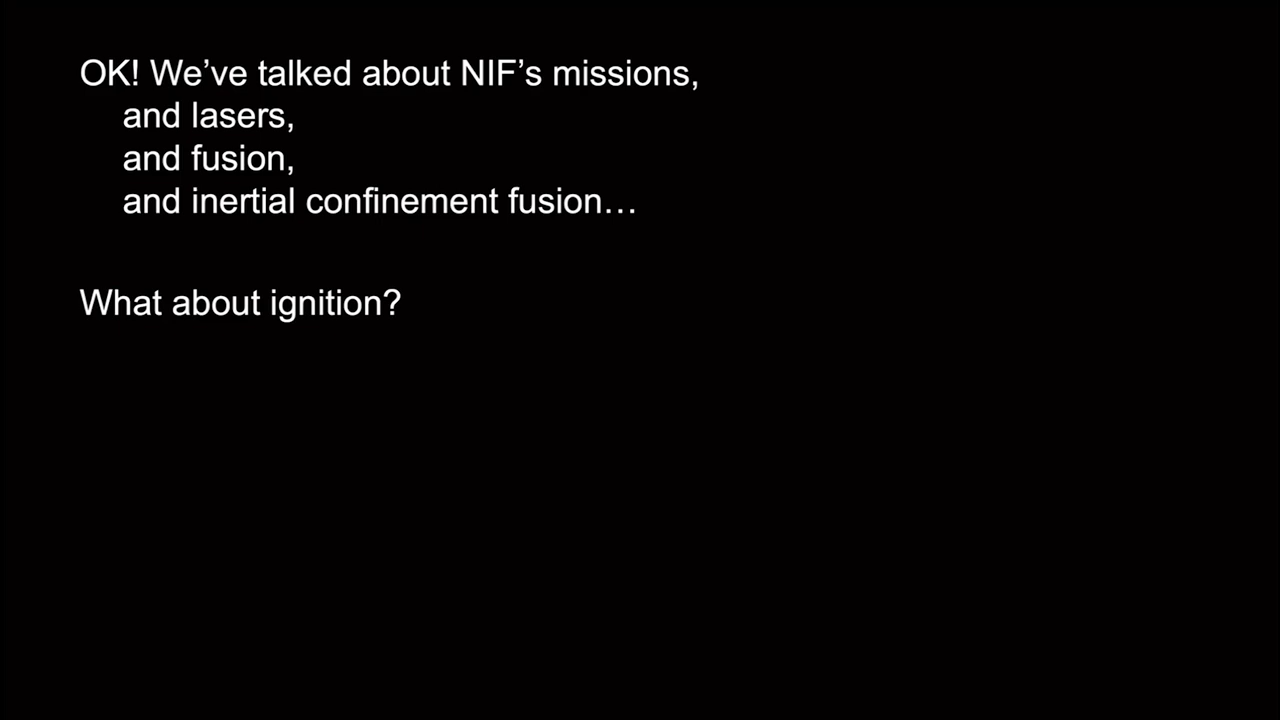 OK! We’ve talked about NIF’s missions,
and lasers,
and fusion,
and inertial confinement fusion…
What about ignition?